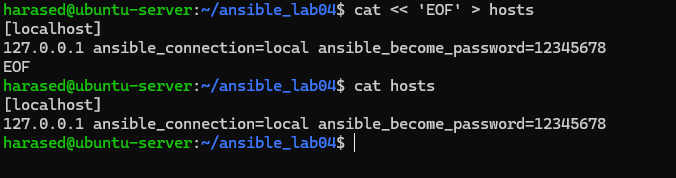 harased@ubuntu-server:~/ansible_lab04$ cat << 'EOF' > hosts
[localhost]
127.0.0.1 ansible_connection=local ansible_become_password=12345678
EOF
harased@ubuntu-server:~/ansible_lab04$ cat hosts
[localhost]
127.0.0.1 ansible_connection=local ansible_become_password=12345678
harased@ubuntu-server:~/ansible_lab04$